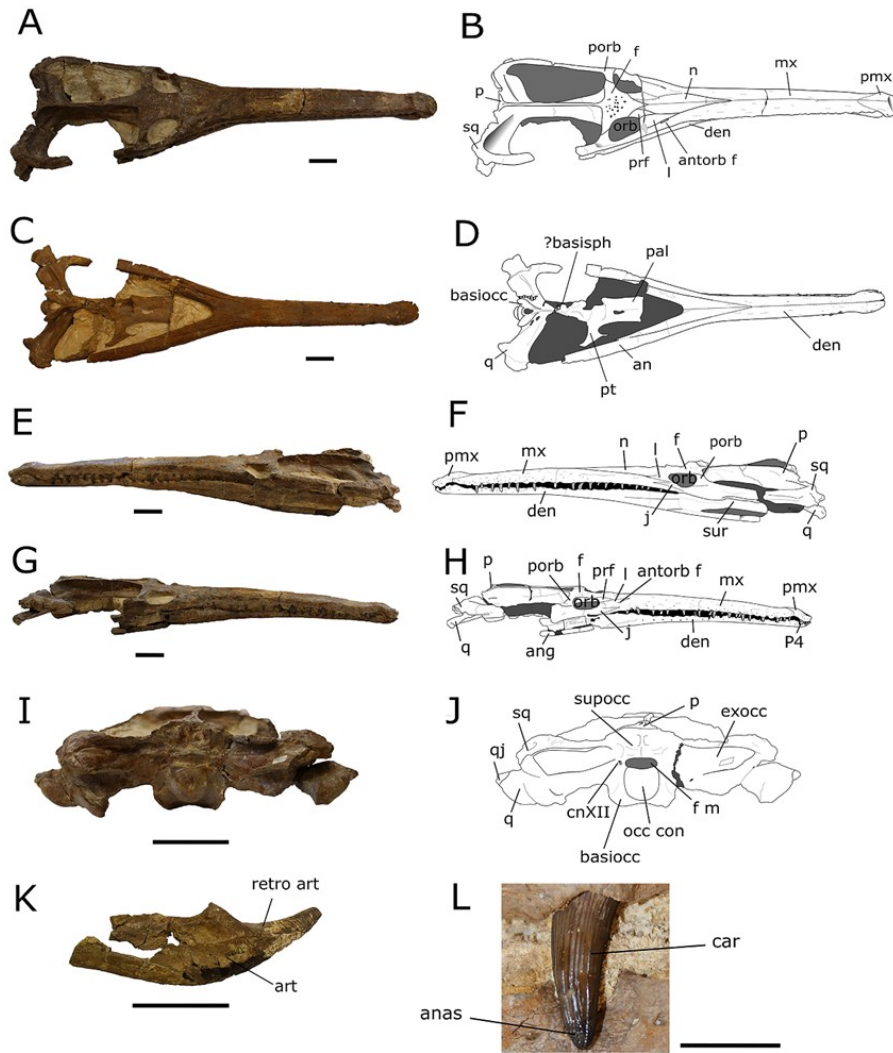 A
B
porb f
n
mx
pmx
p
sq
orb
den
prf
antorb f
l
C
D
?basisph
pal
basiocc
q
an
pt
den
E
F
pmx
mx
n
l
f
porb
p
orb
sq
den
j
sur
q
G
H
p
porb
f
prf
l
antorb f
mx
pmx
sq
orb
q
ang
j
den
P4
I
J
supocc
p
exocc
sq
qj
q
cnXII
f m
occ con
basiocc
K
retro art
art
L
car
anas